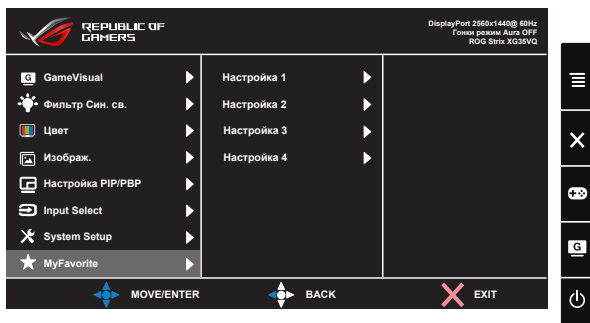 REPUBLIC OF
GAMERS
DisplayPort 2560x1440@ 60Hz
Гонки режим Aura OFF
ROG Strix XG35VQ
G GameVisual
Фильтр Син. св.
Цвет
Изображ.
Настройка PIP/PBP
Input Select
System Setup
MyFavorite
Настройка 1
Настройка 2
Настройка 3
Настройка 4
G
MOVE/ENTER
BACK
EXIT